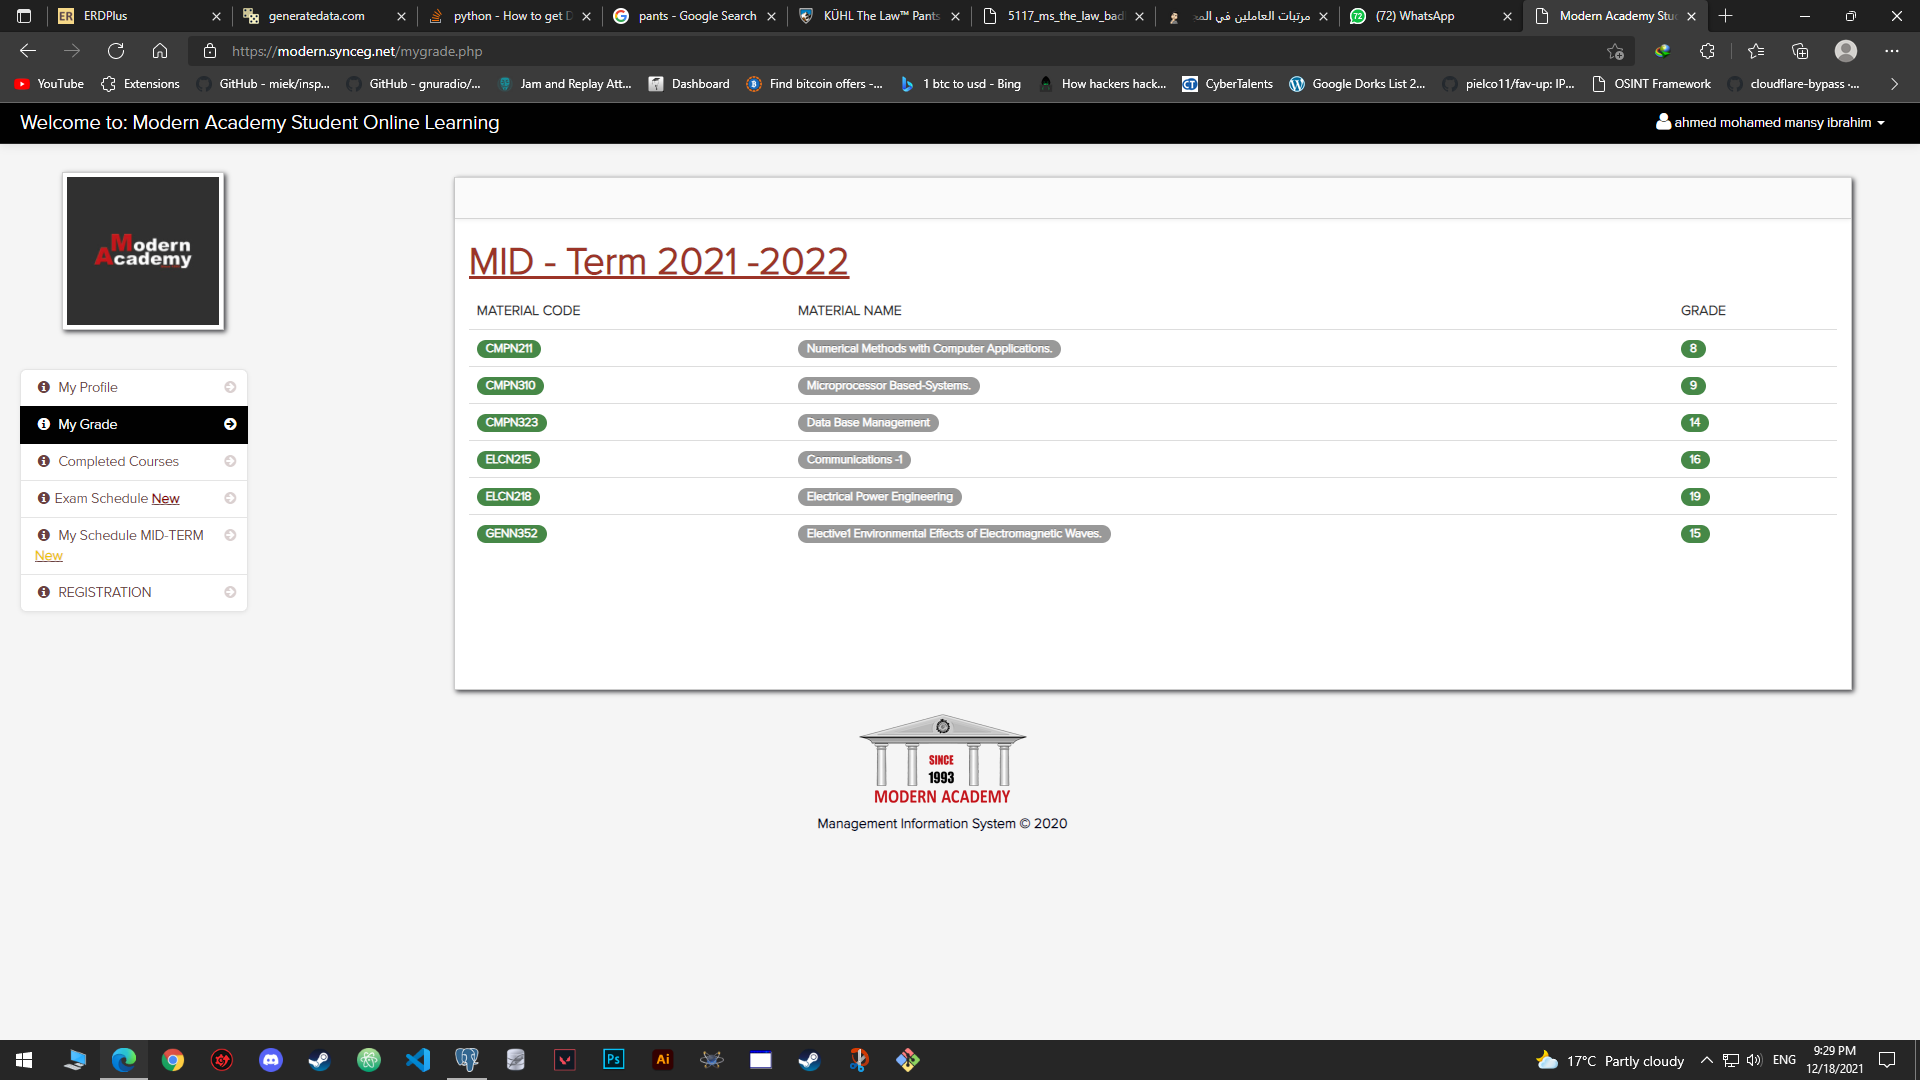 ERDPlus
generatedata.com
python - How to get D
pants - Google Search
KÜHL The Law™ Pants
5117_ms_the_law_bad
مرتبات العاملين في المج
(72) WhatsApp
Modern Academy Stu
https://modern.synceg.net/mygrade.php
YouTube
Extensions
GitHub - miek/insp...
GitHub - gnuradio/...
Jam and Replay Att...
Dashboard
Find bitcoin offers -...
1 btc to usd - Bing
How hackers hack...
CyberTalents
Google Dorks List 2...
pielco11/fav-up: IP...
OSINT Framework
cloudflare-bypass ·...
Welcome to: Modern Academy Student Online Learning
ahmed mohamed mansy ibrahim
Modern
Academy
My Profile
My Grade
Completed Courses
Exam Schedule New
My Schedule MID-TERM
New
REGISTRATION
MID - Term 2021 -2022
MATERIAL CODE MATERIAL NAME GRADE
CMPN211 Numerical Methods with Computer Applications. 8
CMPN310 Microprocessor Based-Systems. 9
CMPN323 Data Base Management 14
ELCN215 Communications -1 16
ELCN218 Electrical Power Engineering 19
GENN352 Elective1 Environmental Effects of Electromagnetic Waves. 15
SINCE
1993
MODERN ACADEMY
Management Information System © 2020
17°C Partly cloudy
ENG
9:29 PM
12/18/2021